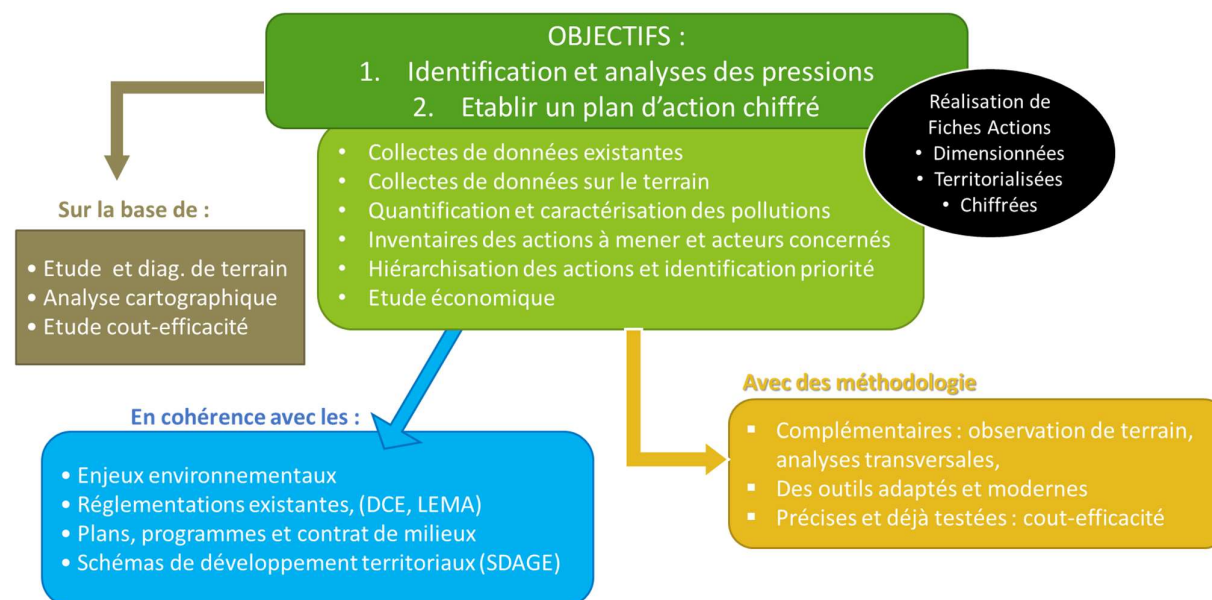 OBJECTIFS :
1. Identification et analyses des pressions
2. Etablir un plan d’action chiffré
Réalisation de
Fiches Actions
• Dimensionnées
• Territorialisées
• Chiffrées
• Collectes de données existantes
• Collectes de données sur le terrain
• Quantification et caractérisation des pollutions
• Inventaires des actions à mener et acteurs concernés
• Hiérarchisation des actions et identification priorité
• Etude économique
Sur la base de :
• Etude et diag. de terrain
• Analyse cartographique
• Etude cout-efficacité
En cohérence avec les :
• Enjeux environnementaux
• Réglementations existantes, (DCE, LEMA)
• Plans, programmes et contrat de milieux
• Schémas de développement territoriaux (SDAGE)
Avec des méthodologie
▪ Complémentaires : observation de terrain,
analyses transversales,
▪ Des outils adaptés et modernes
▪ Précises et déjà testées : cout-efficacité